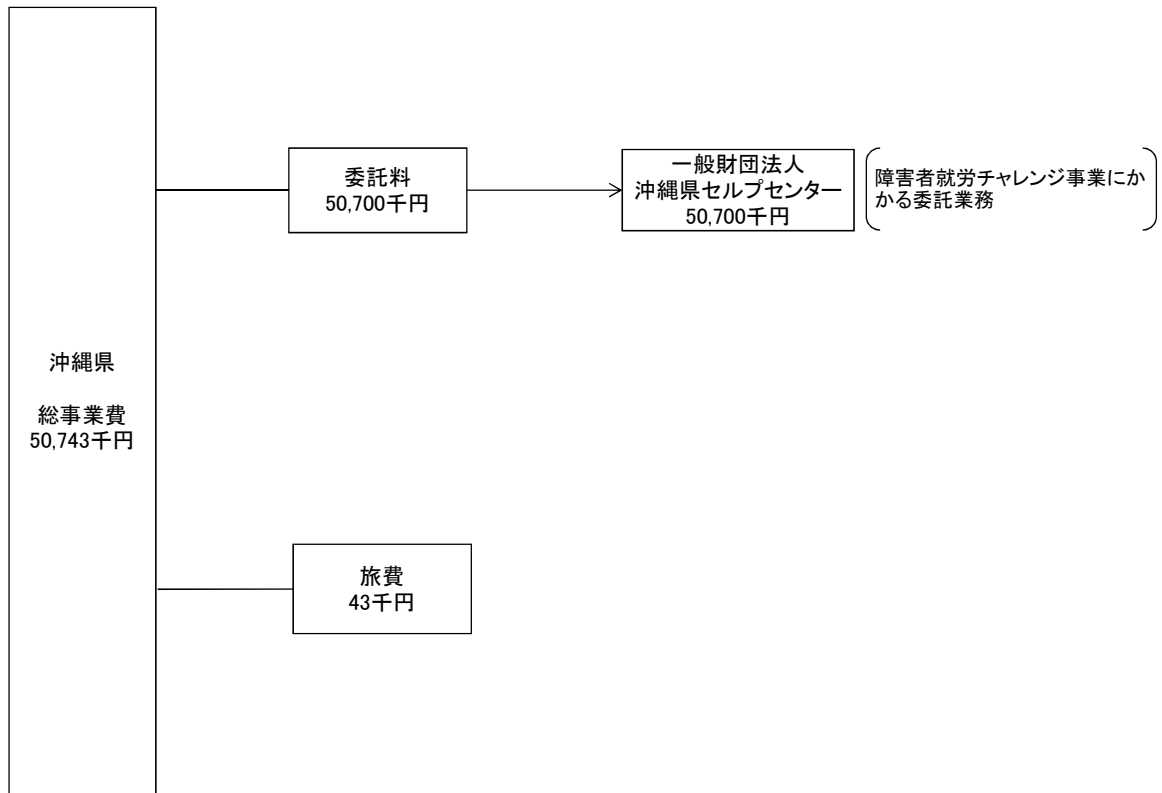 沖縄県
総事業費
50,743千円
委託料
50,700千円
一般財団法人
沖縄県セルプセンター
50,700千円
障害者就労チャレンジ事業にか
かる委託業務
旅費
43千円